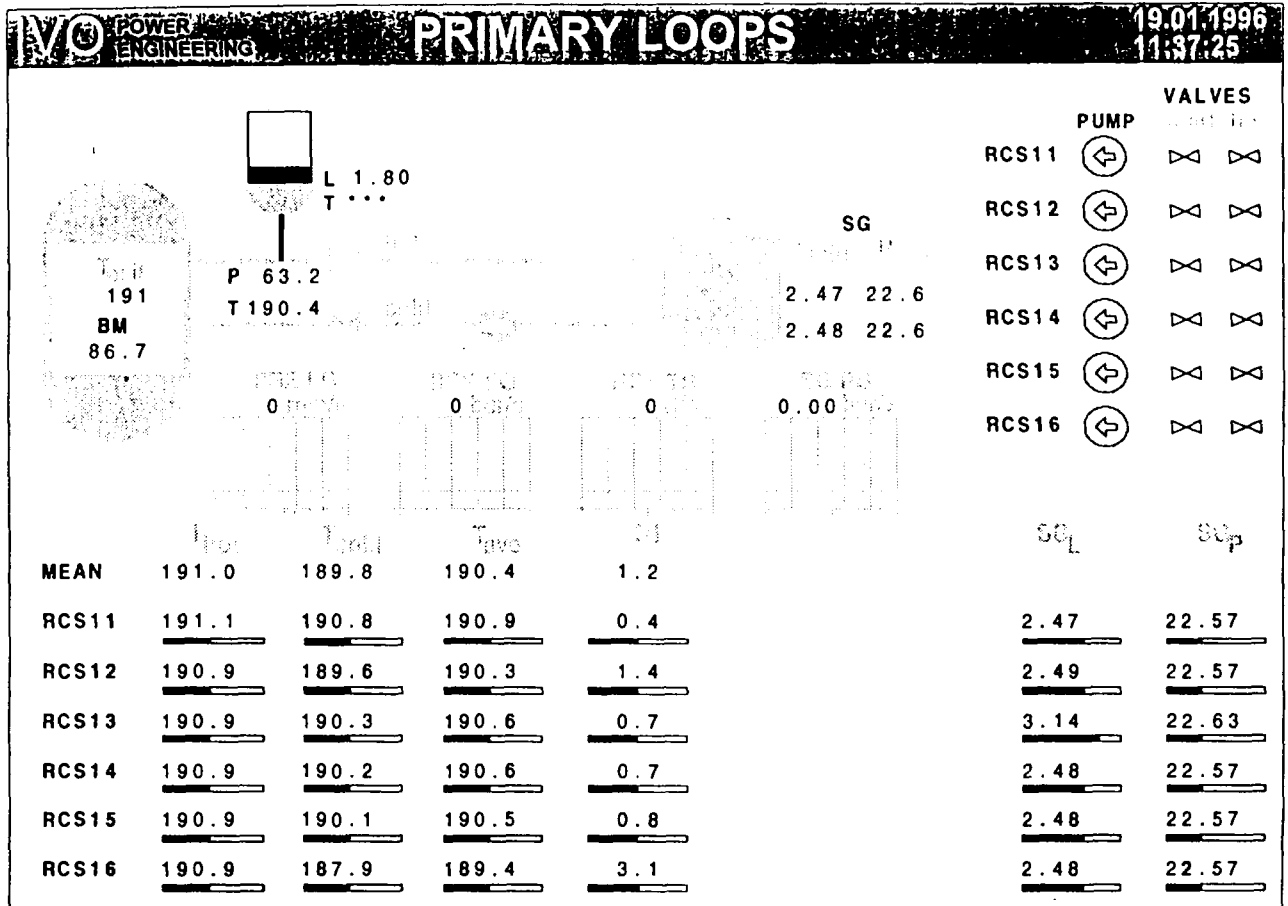 IVO POWER ENGINEERING PRIMARY LOOPS 19.01.1996 11:37:25
VALVES
PUMP
RCS11
RCS12
RCS13
RCS14
RCS15
RCS16
L 1.80
T ···
P 63.2
T 190.4
191
BM
86.7
SG
2.47 22.6
2.48 22.6
0 0 0 0.00
T hot T cold T ave SG L SG P
MEAN 191.0 189.8 190.4 1.2
RCS11 191.1 190.8 190.9 0.4 2.47 22.57
RCS12 190.9 189.6 190.3 1.4 2.49 22.57
RCS13 190.9 190.3 190.6 0.7 3.14 22.63
RCS14 190.9 190.2 190.6 0.7 2.48 22.57
RCS15 190.9 190.1 190.5 0.8 2.48 22.57
RCS16 190.9 187.9 189.4 3.1 2.48 22.57